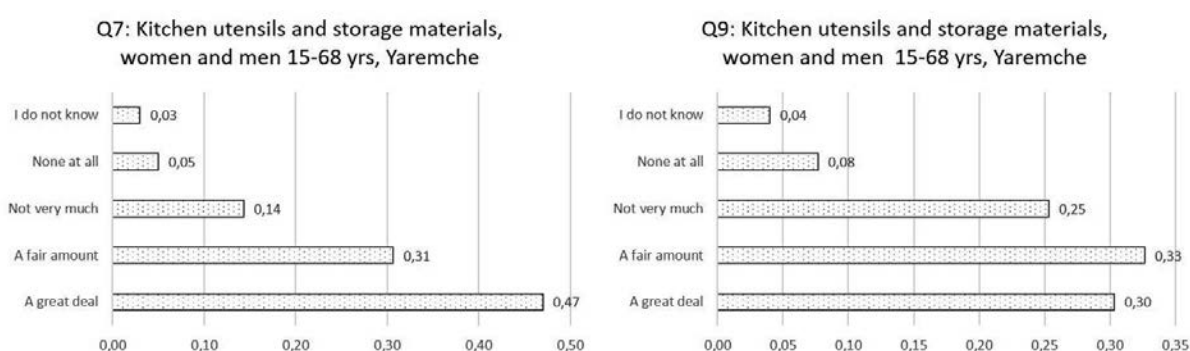 Q7: Kitchen utensils and storage materials,
women and men 15-68 yrs, Yaremche
I do not know
0,03
None at all
0,05
Not very much
0,14
A fair amount
0,31
A great deal
0,47
0,00 0,10 0,20 0,30 0,40 0,50
Q9: Kitchen utensils and storage materials,
women and men 15-68 yrs, Yaremche
I do not know
0,04
None at all
0,08
Not very much
0,25
A fair amount
0,33
A great deal
0,30
0,00 0,05 0,10 0,15 0,20 0,25 0,30 0,35